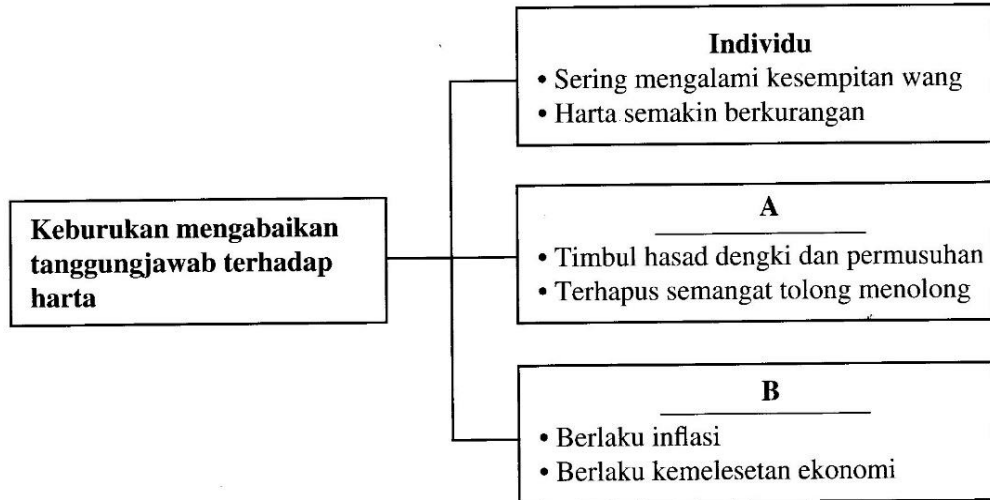 Keburukan mengabaikan
tanggungjawab terhadap
harta
Individu
• Sering mengalami kesempitan wang
• Harta semakin berkurangan
A
• Timbul hasad dengki dan permusuhan
• Terhapus semangat tolong menolong
B
• Berlaku inflasi
• Berlaku kemelesetan ekonomi